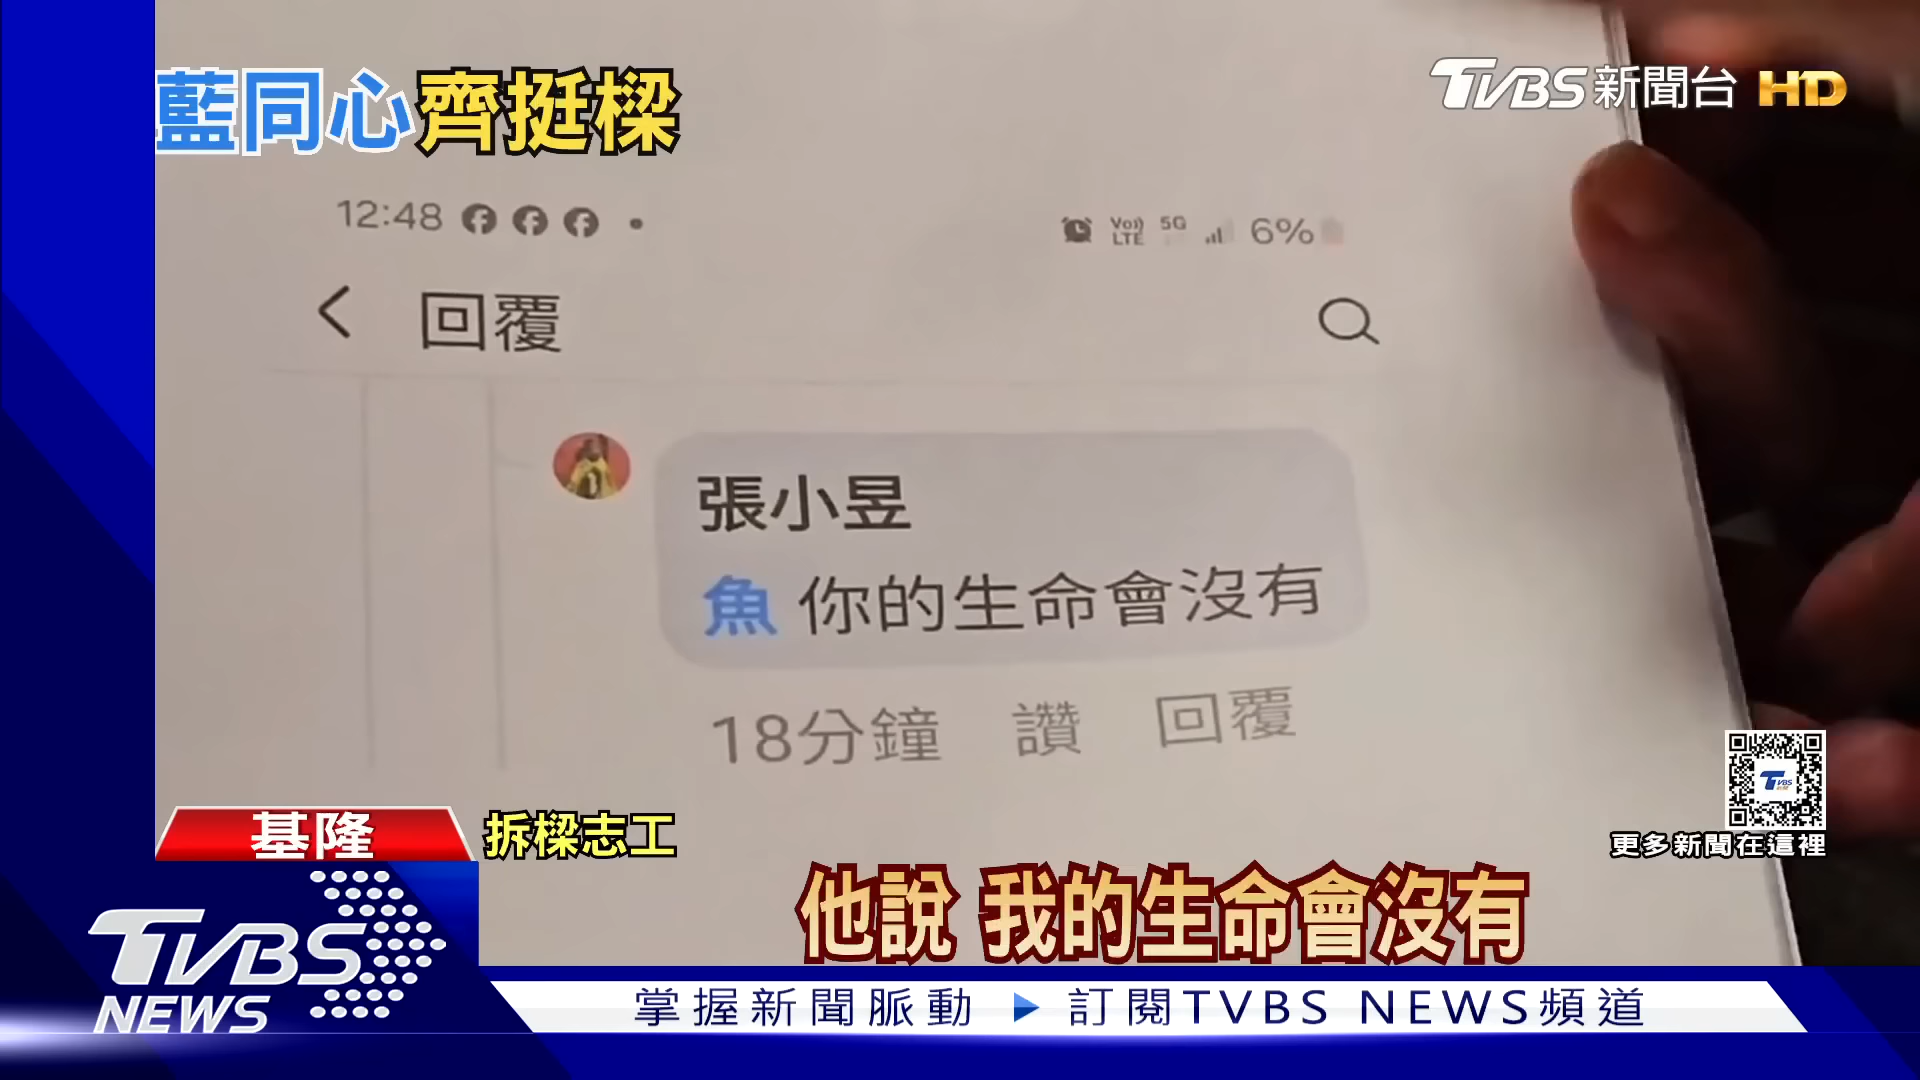 藍同心齊挺樑
TVBS新聞台 HD
12:48
Vo)) LTE 5G 6%
回覆
張小昱
魚 你的生命會沒有
18分鐘 讚 回覆
TVBS
更多新聞在這裡
基隆 拆樑志工
他說 我的生命會沒有
TVBS NEWS
掌握新聞脈動 ▶ 訂閱TVBS NEWS頻道